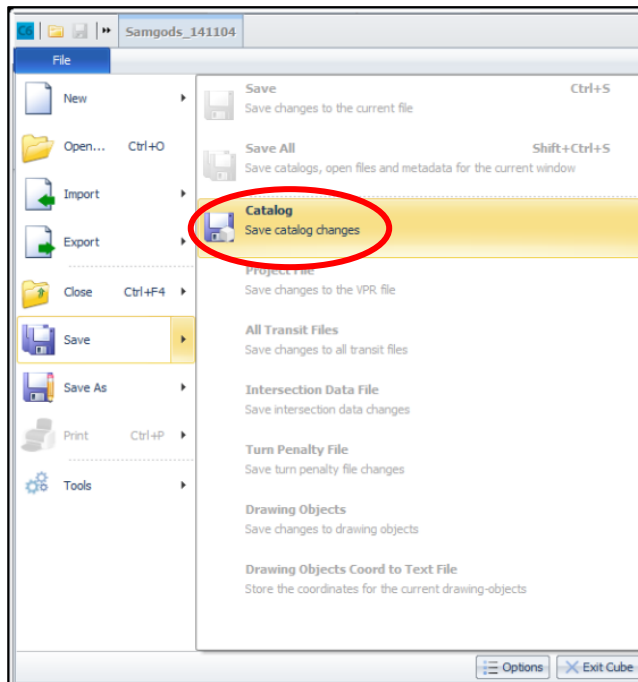 C6 Samgods_141104
File
New
Open... Ctrl+O
Import
Export
Close Ctrl+F4
Save
Save As
Print Ctrl+P
Tools
Save Ctrl+S
Save changes to the current file
Save All Shift+Ctrl+S
Save catalogs, open files and metadata for the current window
Catalog
Save catalog changes
Project File
Save changes to the VPR file
All Transit Files
Save changes to all transit files
Intersection Data File
Save intersection data changes
Turn Penalty File
Save turn penalty file changes
Drawing Objects
Save changes to drawing objects
Drawing Objects Coord to Text File
Store the coordinates for the current drawing-objects
Options Exit Cube